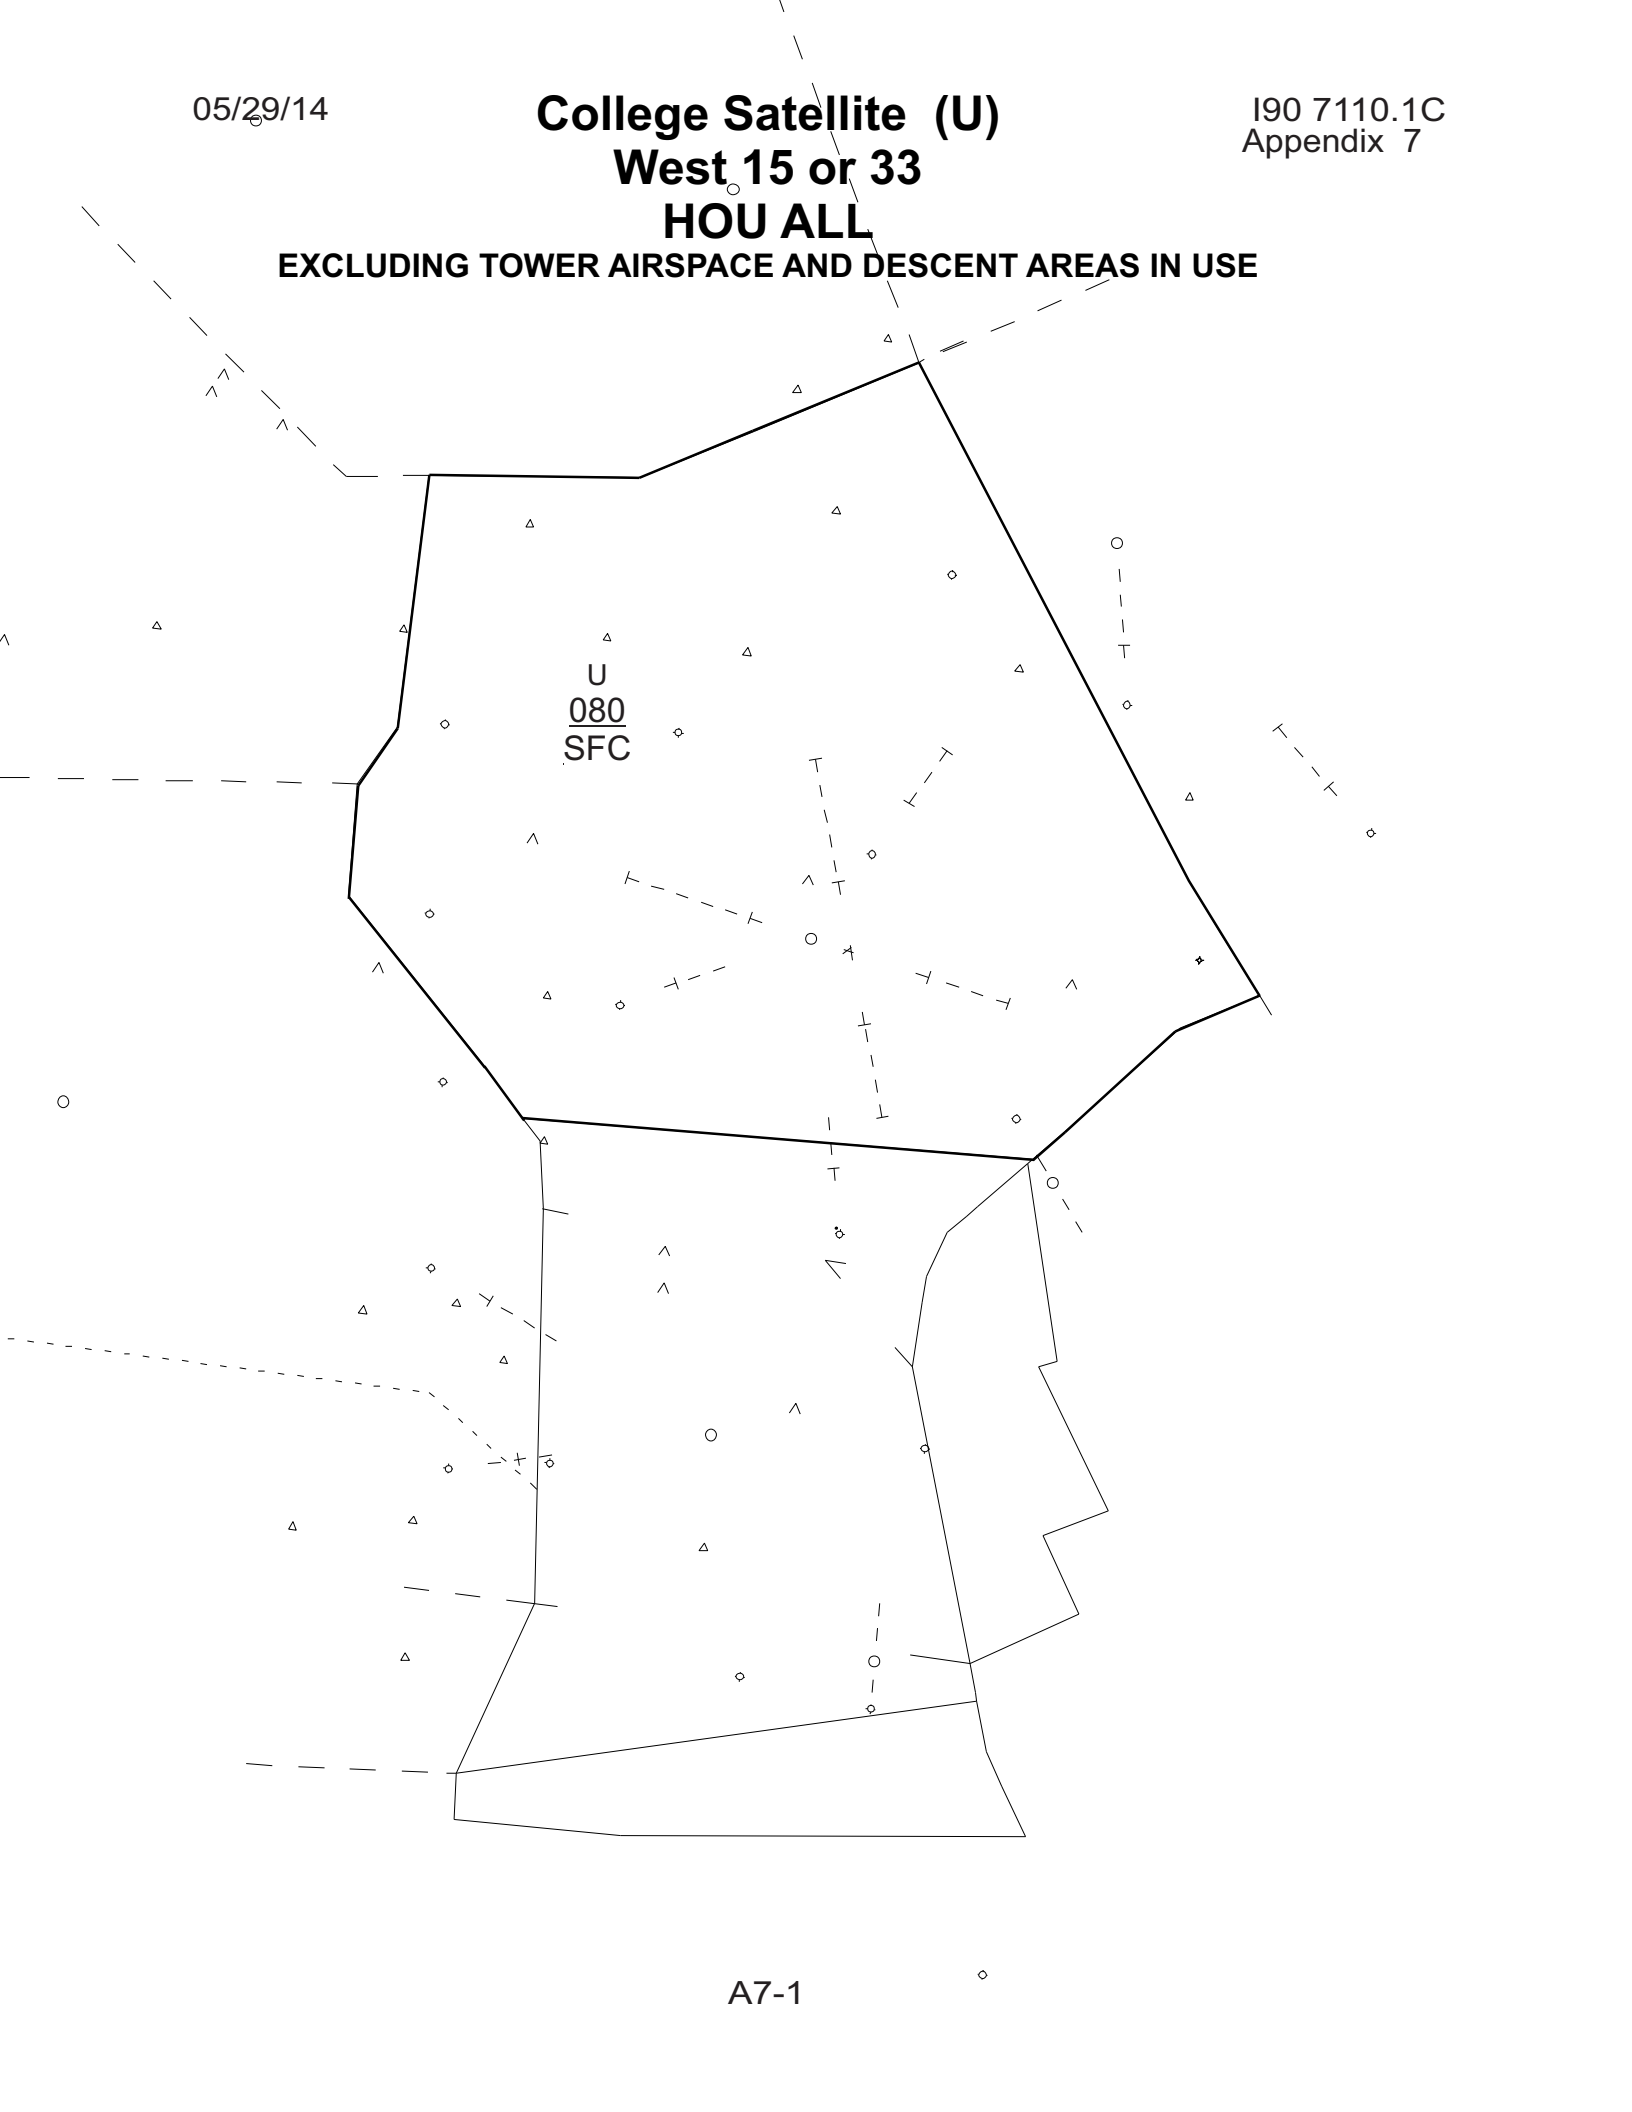 05/29/14
College Satellite (U)
I90 7110.1C
Appendix 7
West 15 or 33
HOU ALL
EXCLUDING TOWER AIRSPACE AND DESCENT AREAS IN USE
U
080
SFC
A7-1